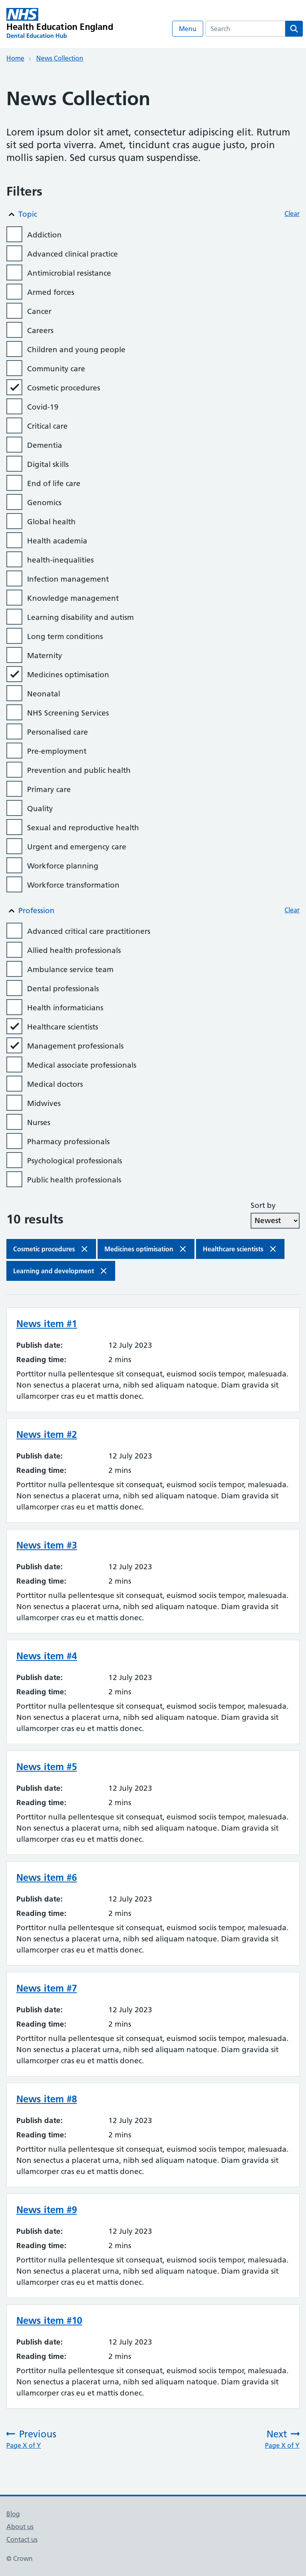 NHS
Health Education England
Dental Education Hub
Menu
Search
Home
News Collection
News Collection
Lorem ipsum dolor sit amet, consectetur adipiscing elit. Rutrum
sit sed porta viverra. Amet, tincidunt cras augue justo, proin
mollis sapien. Sed cursus quam suspendisse.
Filters
Topic
Clear
Addiction
Advanced clinical practice
Antimicrobial resistance
Armed forces
Cancer
Careers
Children and young people
Community care
Cosmetic procedures
Covid-19
Critical care
Dementia
Digital skills
End of life care
Genomics
Global health
Health academia
health-inequalities
Infection management
Knowledge management
Learning disability and autism
Long term conditions
Maternity
Medicines optimisation
Neonatal
NHS Screening Services
Personalised care
Pre-employment
Prevention and public health
Primary care
Quality
Sexual and reproductive health
Urgent and emergency care
Workforce planning
Workforce transformation
Profession
Clear
Advanced critical care practitioners
Allied health professionals
Ambulance service team
Dental professionals
Health informaticians
Healthcare scientists
Management professionals
Medical associate professionals
Medical doctors
Midwives
Nurses
Pharmacy professionals
Psychological professionals
Public health professionals
10 results
Sort by
Newest
Cosmetic procedures
Medicines optimisation
Healthcare scientists
Learning and development
News item #1
Publish date: 12 July 2023
Reading time: 2 mins
Porttitor nulla pellentesque sit consequat, euismod sociis tempor, malesuada.
Non senectus a placerat urna, nibh sed aliquam natoque. Diam gravida sit
ullamcorper cras eu et mattis donec.
News item #2
Publish date: 12 July 2023
Reading time: 2 mins
Porttitor nulla pellentesque sit consequat, euismod sociis tempor, malesuada.
Non senectus a placerat urna, nibh sed aliquam natoque. Diam gravida sit
ullamcorper cras eu et mattis donec.
News item #3
Publish date: 12 July 2023
Reading time: 2 mins
Porttitor nulla pellentesque sit consequat, euismod sociis tempor, malesuada.
Non senectus a placerat urna, nibh sed aliquam natoque. Diam gravida sit
ullamcorper cras eu et mattis donec.
News item #4
Publish date: 12 July 2023
Reading time: 2 mins
Porttitor nulla pellentesque sit consequat, euismod sociis tempor, malesuada.
Non senectus a placerat urna, nibh sed aliquam natoque. Diam gravida sit
ullamcorper cras eu et mattis donec.
News item #5
Publish date: 12 July 2023
Reading time: 2 mins
Porttitor nulla pellentesque sit consequat, euismod sociis tempor, malesuada.
Non senectus a placerat urna, nibh sed aliquam natoque. Diam gravida sit
ullamcorper cras eu et mattis donec.
News item #6
Publish date: 12 July 2023
Reading time: 2 mins
Porttitor nulla pellentesque sit consequat, euismod sociis tempor, malesuada.
Non senectus a placerat urna, nibh sed aliquam natoque. Diam gravida sit
ullamcorper cras eu et mattis donec.
News item #7
Publish date: 12 July 2023
Reading time: 2 mins
Porttitor nulla pellentesque sit consequat, euismod sociis tempor, malesuada.
Non senectus a placerat urna, nibh sed aliquam natoque. Diam gravida sit
ullamcorper cras eu et mattis donec.
News item #8
Publish date: 12 July 2023
Reading time: 2 mins
Porttitor nulla pellentesque sit consequat, euismod sociis tempor, malesuada.
Non senectus a placerat urna, nibh sed aliquam natoque. Diam gravida sit
ullamcorper cras eu et mattis donec.
News item #9
Publish date: 12 July 2023
Reading time: 2 mins
Porttitor nulla pellentesque sit consequat, euismod sociis tempor, malesuada.
Non senectus a placerat urna, nibh sed aliquam natoque. Diam gravida sit
ullamcorper cras eu et mattis donec.
News item #10
Publish date: 12 July 2023
Reading time: 2 mins
Porttitor nulla pellentesque sit consequat, euismod sociis tempor, malesuada.
Non senectus a placerat urna, nibh sed aliquam natoque. Diam gravida sit
ullamcorper cras eu et mattis donec.
Previous
Page X of Y
Next
Page X of Y
Blog
About us
Contact us
© Crown